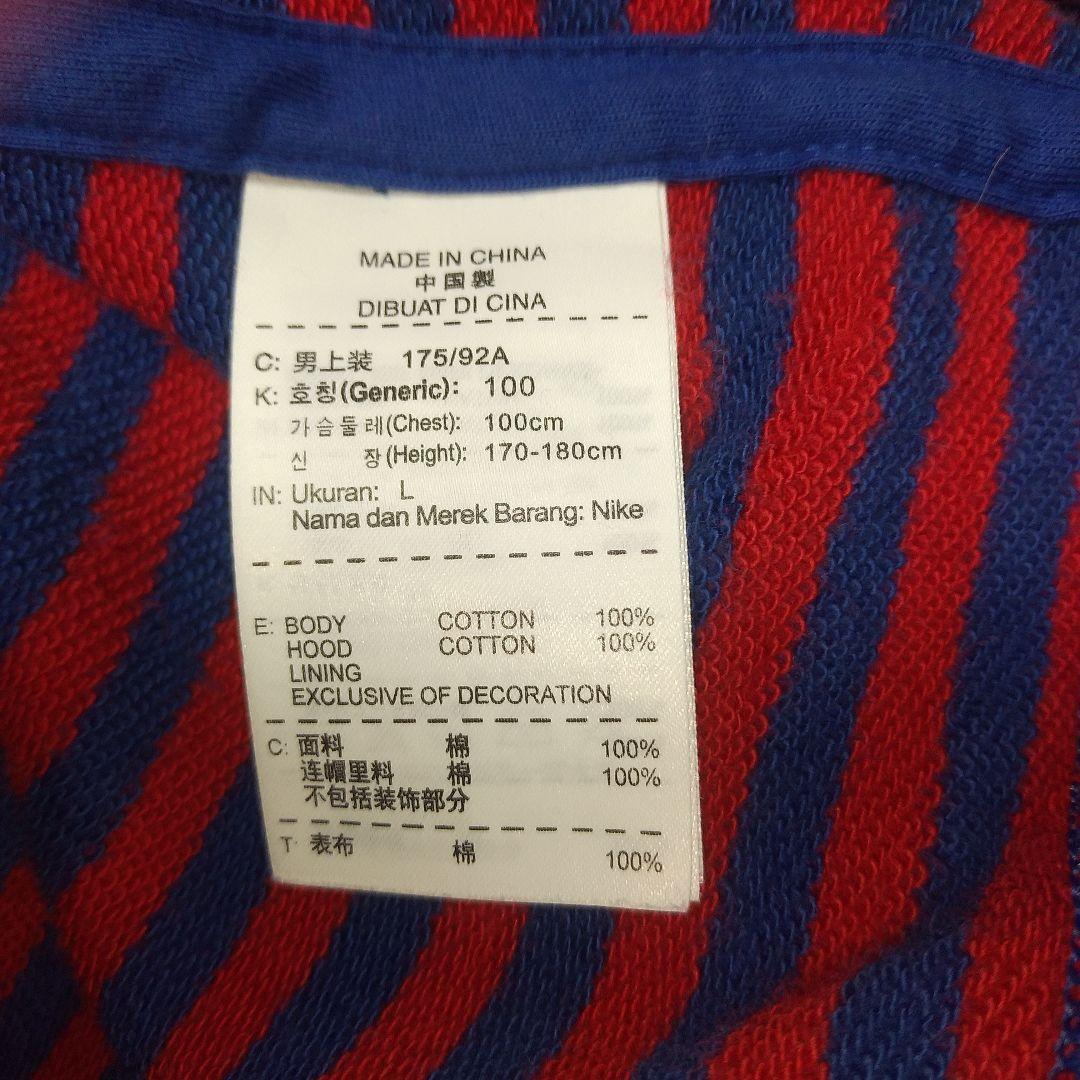 MADE IN CHINA
中国製
DIBUAT DI CINA
C: 男上装 175/92A
K: 호칭(Generic): 100
가슴둘레(Chest): 100cm
신 장(Height): 170-180cm
IN: Ukuran: L
Nama dan Merek Barang: Nike
E: BODY COTTON 100%
HOOD COTTON 100%
LINING
EXCLUSIVE OF DECORATION
C: 面料 棉 100%
连帽里料 棉 100%
不包括装饰部分
T: 表布 棉 100%